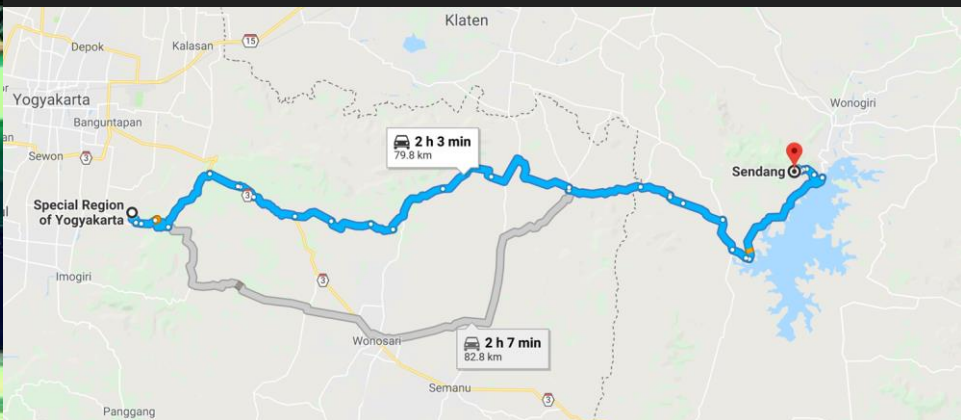 Klaten
15
Depok
Kalasan
Yogyakarta
Banguntapan
Wonogiri
2 h 3 min
79.8 km
Sewon
3
Sendang
3
Special Region
of Yogyakarta
Imogiri
3
Wonosari
2 h 7 min
82.8 km
Semanu
3
Panggang